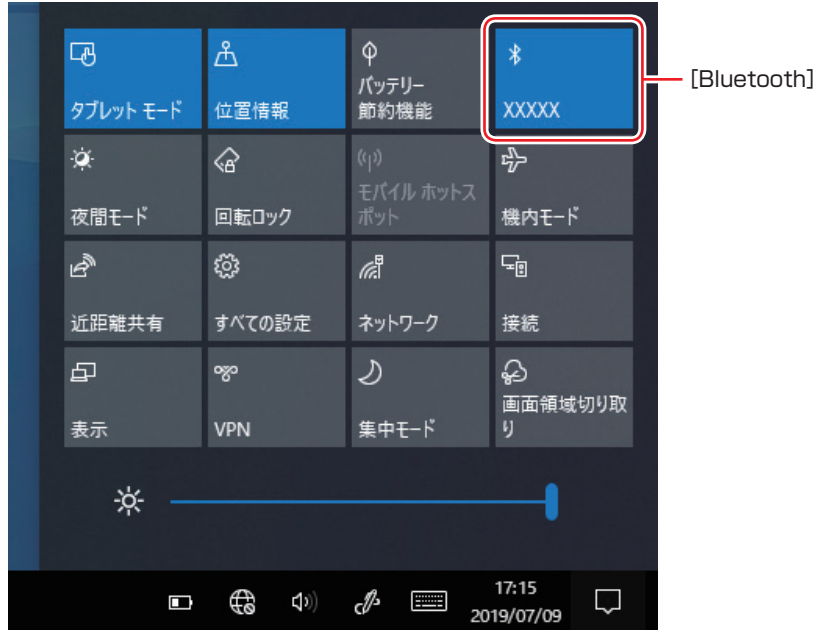 タブレット モード
位置情報
バッテリー
節約機能
XXXXX
[Bluetooth]
夜間モード
回転ロック
モバイル ホットス
ポット
機内モード
近距離共有
すべての設定
ネットワーク
接続
表示
VPN
集中モード
画面領域切り取
り
17:15
2019/07/09